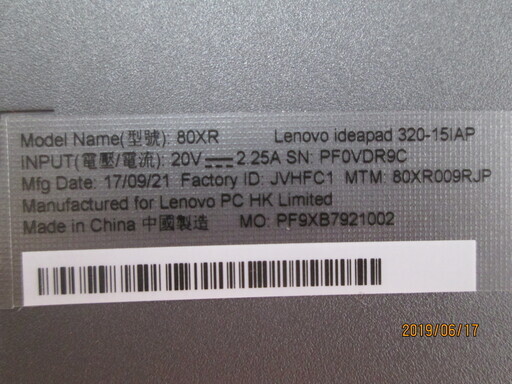 Model Name(型號): 80XR Lenovo ideapad 320-15IAP
INPUT(電壓/電流): 20V⎓2.25A SN: PF0VDR9C
Mfg Date: 17/09/21 Factory ID: JVHFC1 MTM: 80XR009RJP
Manufactured for Lenovo PC HK Limited
Made in China 中國製造 MO: PF9XB7921002
2019/06/17